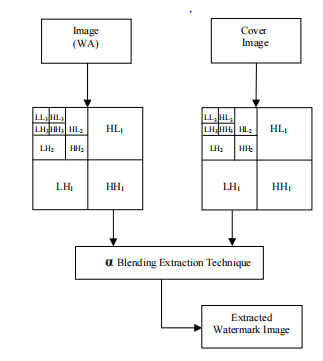 Image
(WA)
Cover
Image
LL₃ HL₃
LH₃ HH₃ HL₂
HL₁
LH₂ HH₂
LH₁ HH₁
LL₃ HL₃
LH₃ HH₃ HL₂
HL₁
LH₂ HH₂
LH₁ HH₁
α Blending Extraction Technique
Extracted
Watermark Image